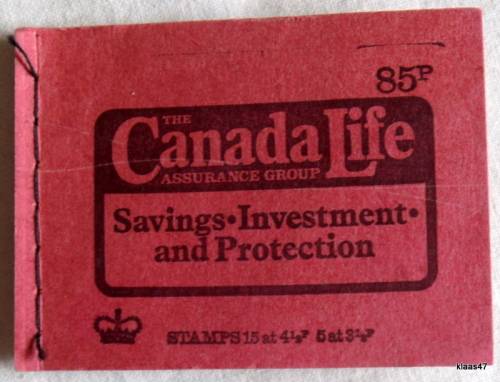 85P
THE
Canada Life
ASSURANCE GROUP
Savings•Investment•
and Protection
STAMPS 15 at 4½P 5 at 3½P
klaas47